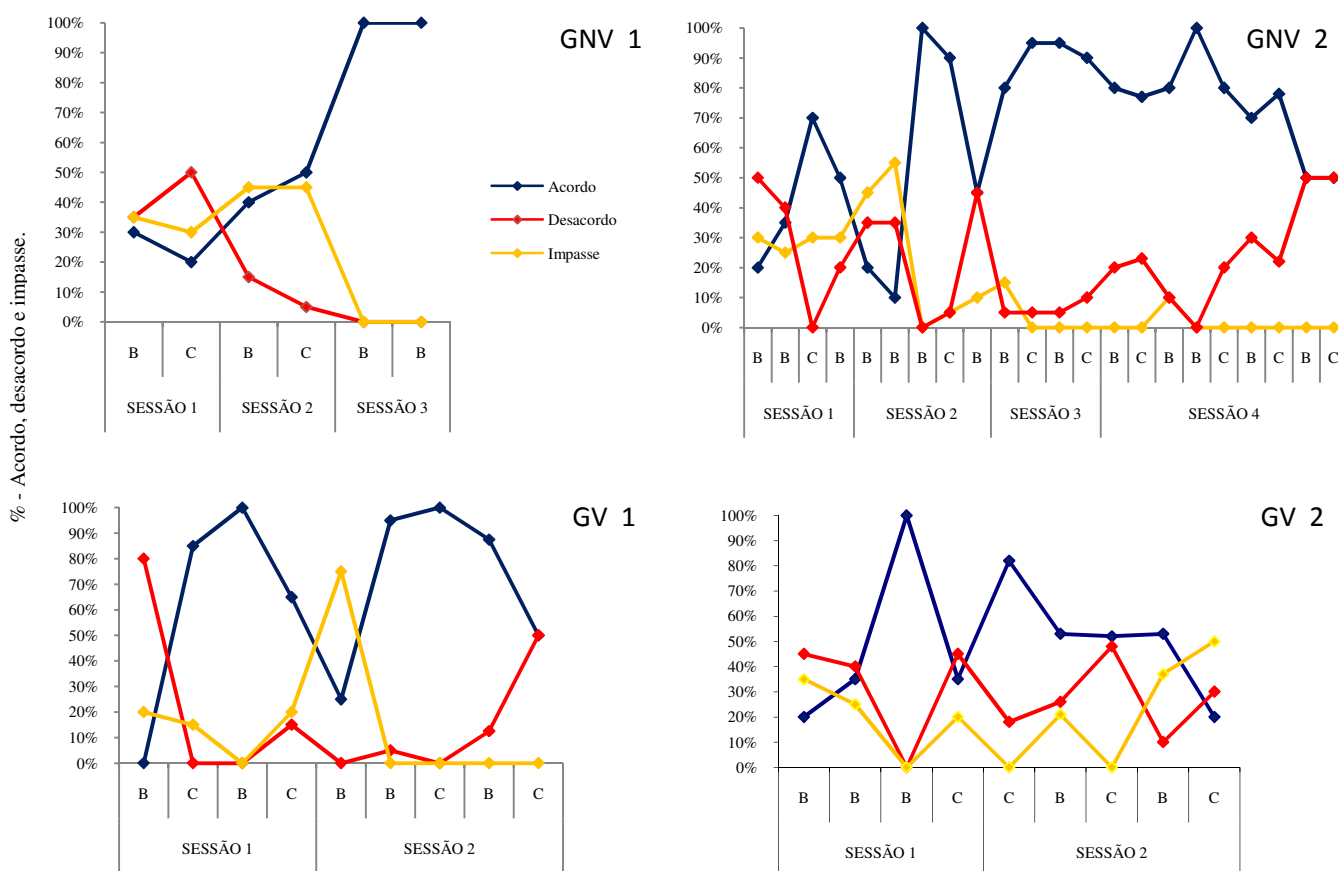 % - Acordo, desacordo e impasse.
GNV 1
100%
90%
80%
70%
60%
50%
40%
30%
20%
10%
0%
B C B C B B
SESSÃO 1 SESSÃO 2 SESSÃO 3
Acordo
Desacordo
Impasse
GNV 2
100%
90%
80%
70%
60%
50%
40%
30%
20%
10%
0%
B B C B B B B C B B C B C B C B B C B C B C
SESSÃO 1 SESSÃO 2 SESSÃO 3 SESSÃO 4
GV 1
100%
90%
80%
70%
60%
50%
40%
30%
20%
10%
0%
B C B C B B C B C
SESSÃO 1 SESSÃO 2
GV 2
100%
90%
80%
70%
60%
50%
40%
30%
20%
10%
0%
B B B C C B C B C
SESSÃO 1 SESSÃO 2